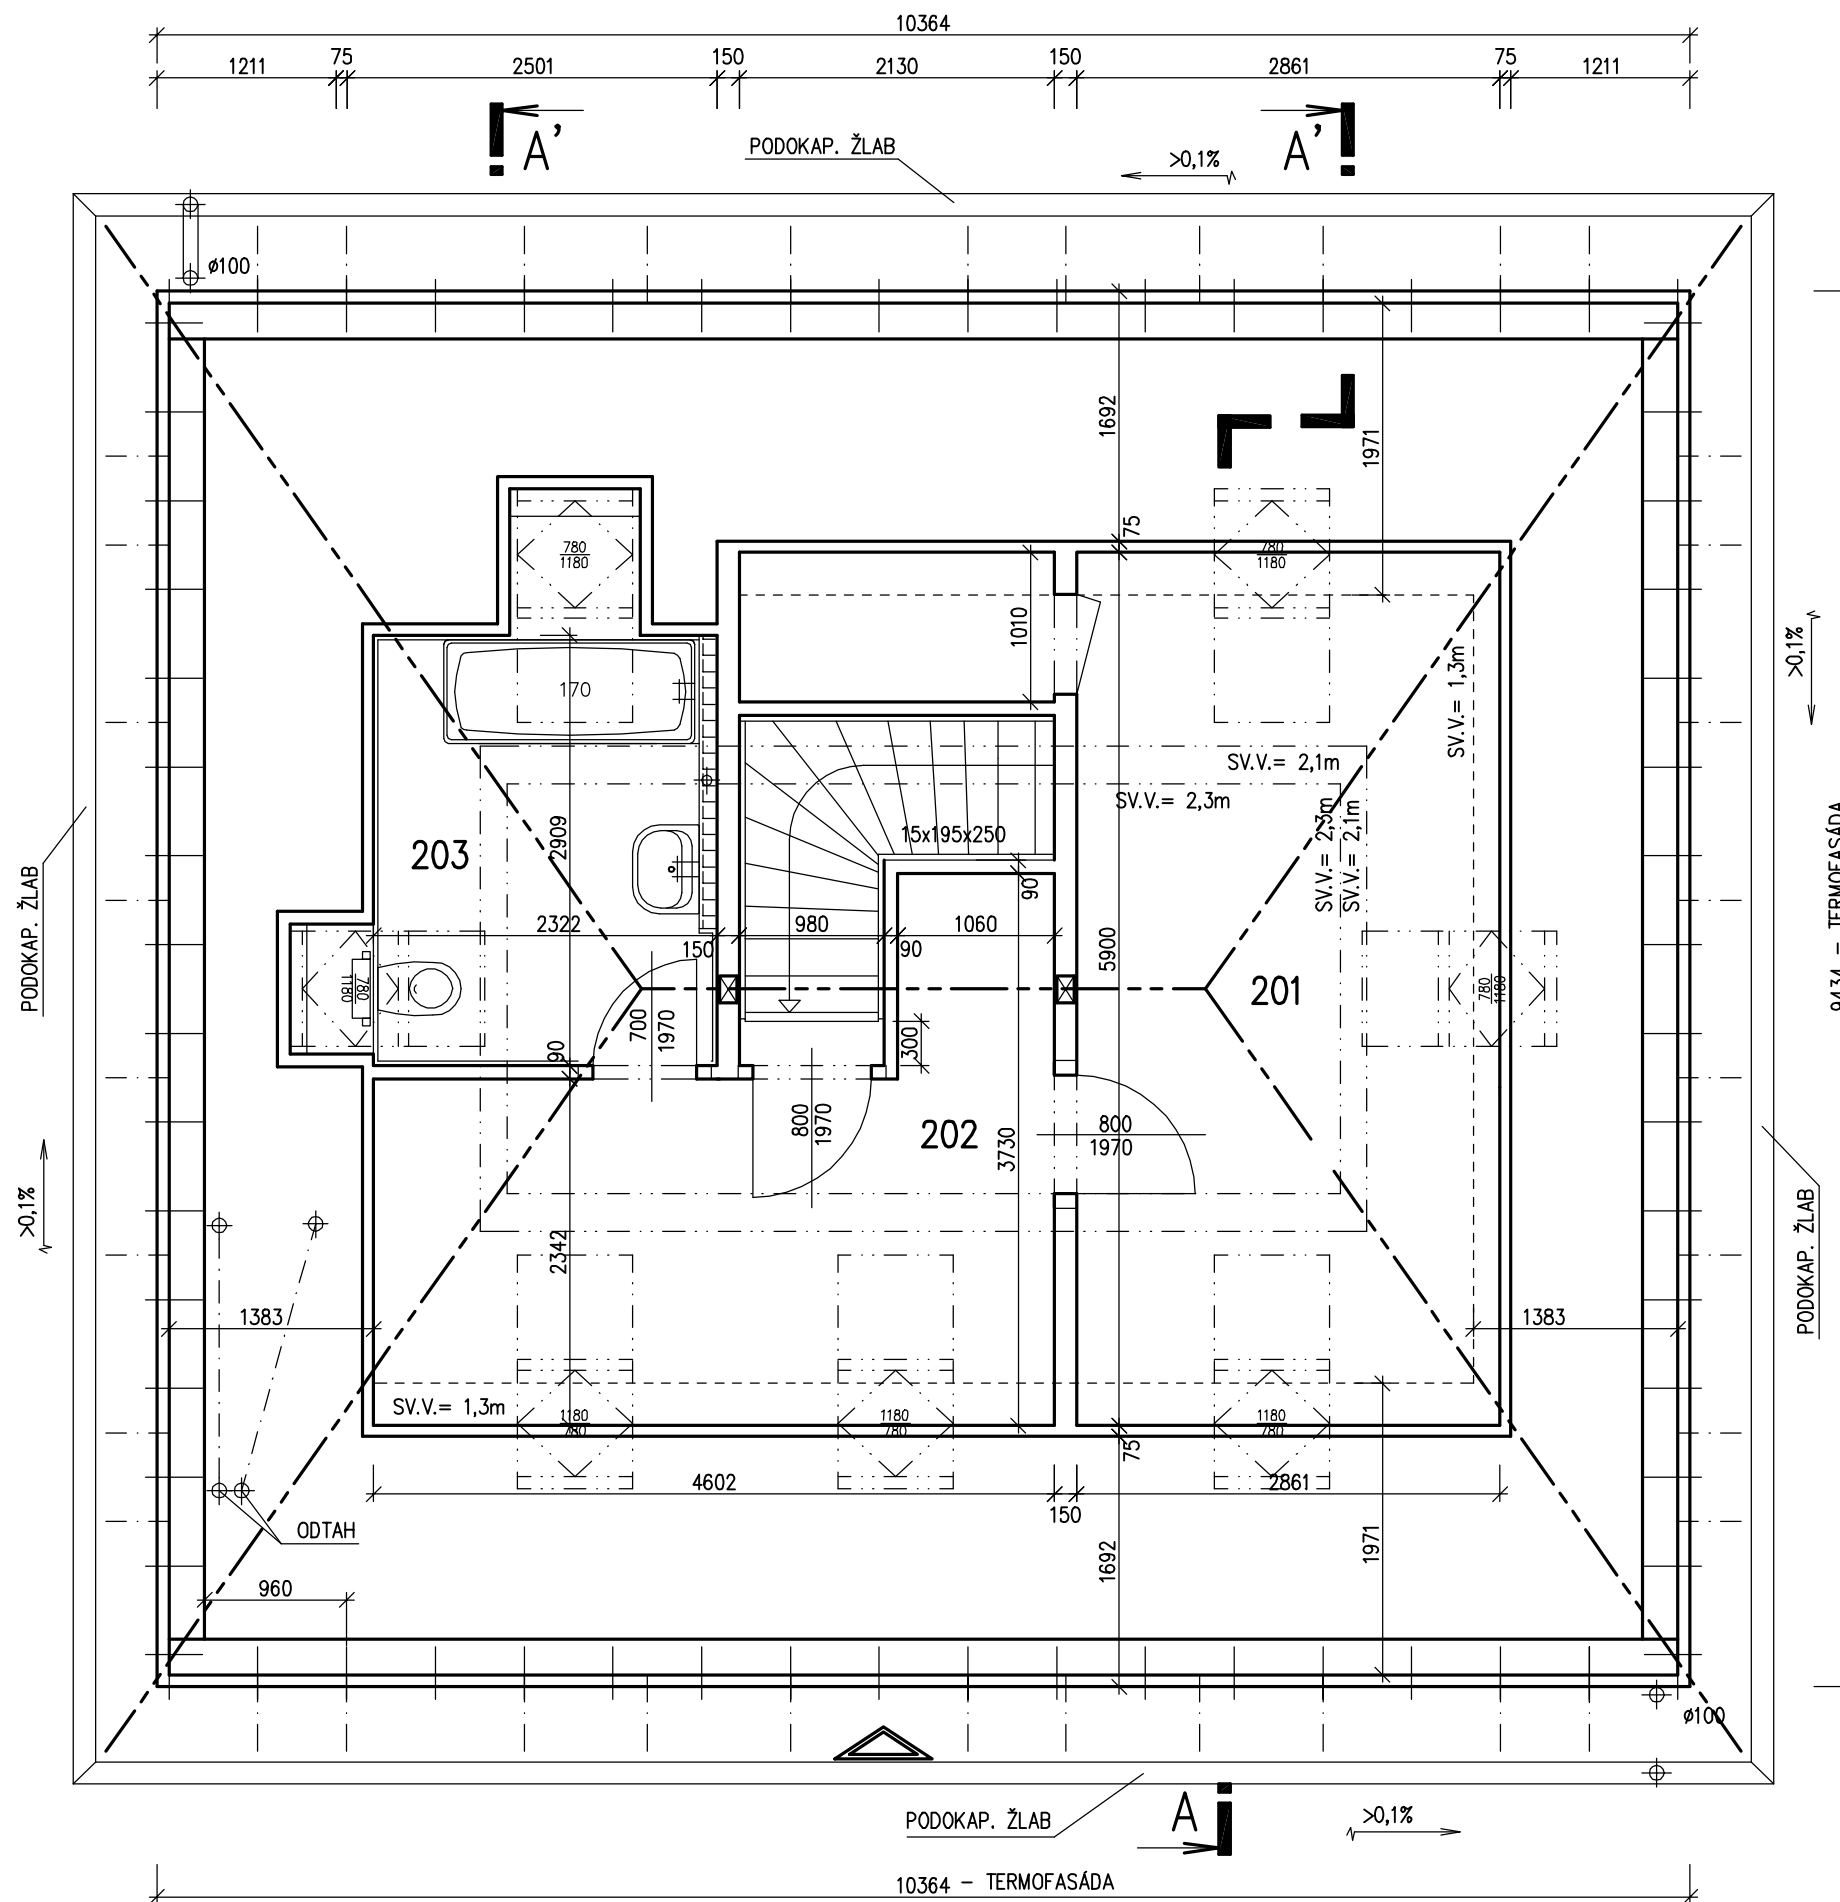 10364
1211 75 2501 150 2130 150 2861 75 1211
A' A'
PODOKAP. ŽLAB
>0,1%
ø100
1692
1971
75
780
1180
780
1180
1010
170
SV.V.= 1,3m
>0,1%
SV.V.= 2,1m
SV.V.= 2,3m
SV.V.= 2,3m
SV.V.= 2,1m
15x195x250
203
2909
90
PODOKAP. ŽLAB
9434 – TERMOFASÁDA
2322 150 980 90 1060
5900
201
780
1180
780
1180
700
1970
90
300
800
1970
202
3730
800
1970
>0,1%
2342
PODOKAP. ŽLAB
1383
1383
SV.V.= 1,3m
1180
780
1180
780
1180
780
75
4602 150 2861
ODTAH
1692
1971
960
ø100
PODOKAP. ŽLAB
A
>0,1%
10364 – TERMOFASÁDA